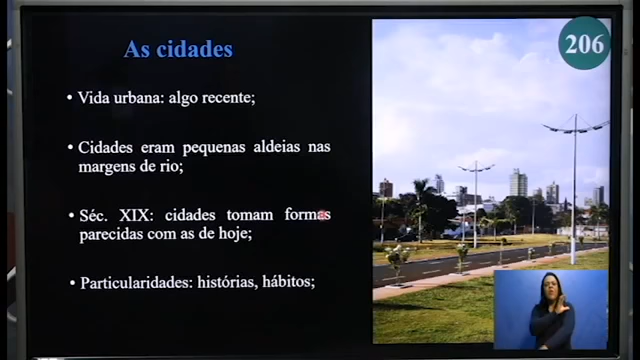 As cidades
206
• Vida urbana: algo recente;
• Cidades eram pequenas aldeias nas
margens de rio;
• Séc. XIX: cidades tomam formas
parecidas com as de hoje;
• Particularidades: histórias, hábitos;